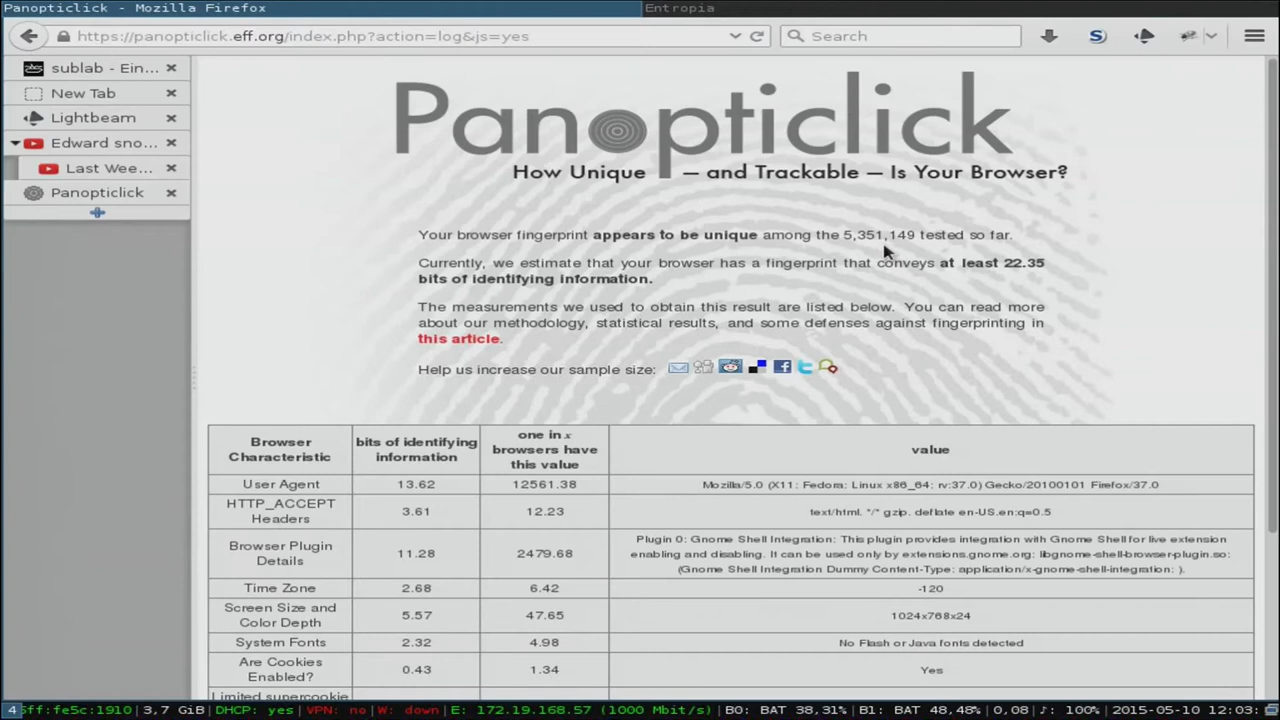 Panopticlick - Mozilla Firefox
Entropia
https://panopticlick.eff.org/index.php?action=log&js=yes
Search
sublab - Ein...
New Tab
Lightbeam
Edward sno...
Last Wee...
Panopticlick
Panopticlick
How Unique — and Trackable — Is Your Browser?
Your browser fingerprint appears to be unique among the 5,351,149 tested so far.
Currently, we estimate that your browser has a fingerprint that conveys at least 22.35
bits of identifying information.
The measurements we used to obtain this result are listed below. You can read more
about our methodology, statistical results, and some defenses against fingerprinting in
this article.
Help us increase our sample size:
Browser Characteristic
bits of identifying information
one in x browsers have this value
value
User Agent 13.62 12561.38 Mozilla/5.0 (X11; Fedora; Linux x86_64; rv:37.0) Gecko/20100101 Firefox/37.0
HTTP_ACCEPT Headers 3.61 12.23 text/html, */* gzip, deflate en-US,en;q=0.5
Browser Plugin Details 11.28 2479.68 Plugin 0: Gnome Shell Integration; This plugin provides integration with Gnome Shell for live extension
enabling and disabling. It can be used only by extensions.gnome.org; libgnome-shell-browser-plugin.so;
(Gnome Shell Integration Dummy Content-Type; application/x-gnome-shell-integration; ).
Time Zone 2.68 6.42 -120
Screen Size and Color Depth 5.57 47.65 1024x768x24
System Fonts 2.32 4.98 No Flash or Java fonts detected
Are Cookies Enabled? 0.43 1.34 Yes
Limited supercookie
4 5ff:fe5c:1910|3,7 GiB|DHCP: yes|VPN: no|W: down|E: 172.19.168.57 (1000 Mbit/s)|B0: BAT 38,31%|B1: BAT 48,48%|0,08|♪: 100%|2015-05-10 12:03: